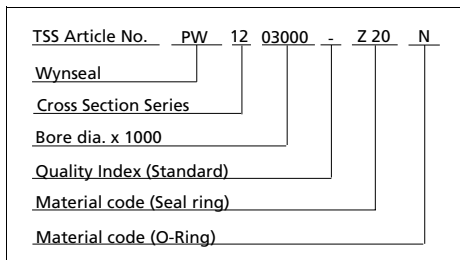 TSS Article No. PW 12 03000 - Z 20 N
Wynseal
Cross Section Series
Bore dia. x 1000
Quality Index (Standard)
Material code (Seal ring)
Material code (O-Ring)